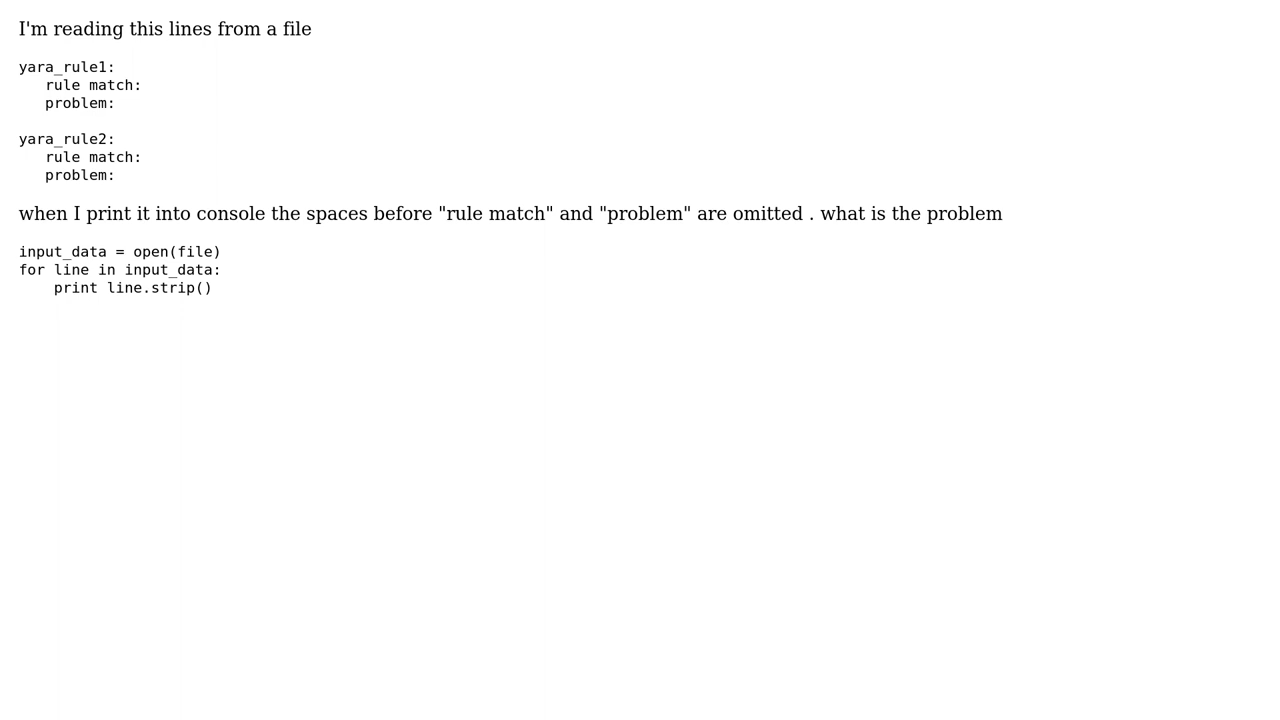 I'm reading this lines from a file
yara_rule1:
   rule match:
   problem:
yara_rule2:
   rule match:
   problem:
when I print it into console the spaces before "rule match" and "problem" are omitted . what is the problem
input_data = open(file)
for line in input_data:
    print line.strip()